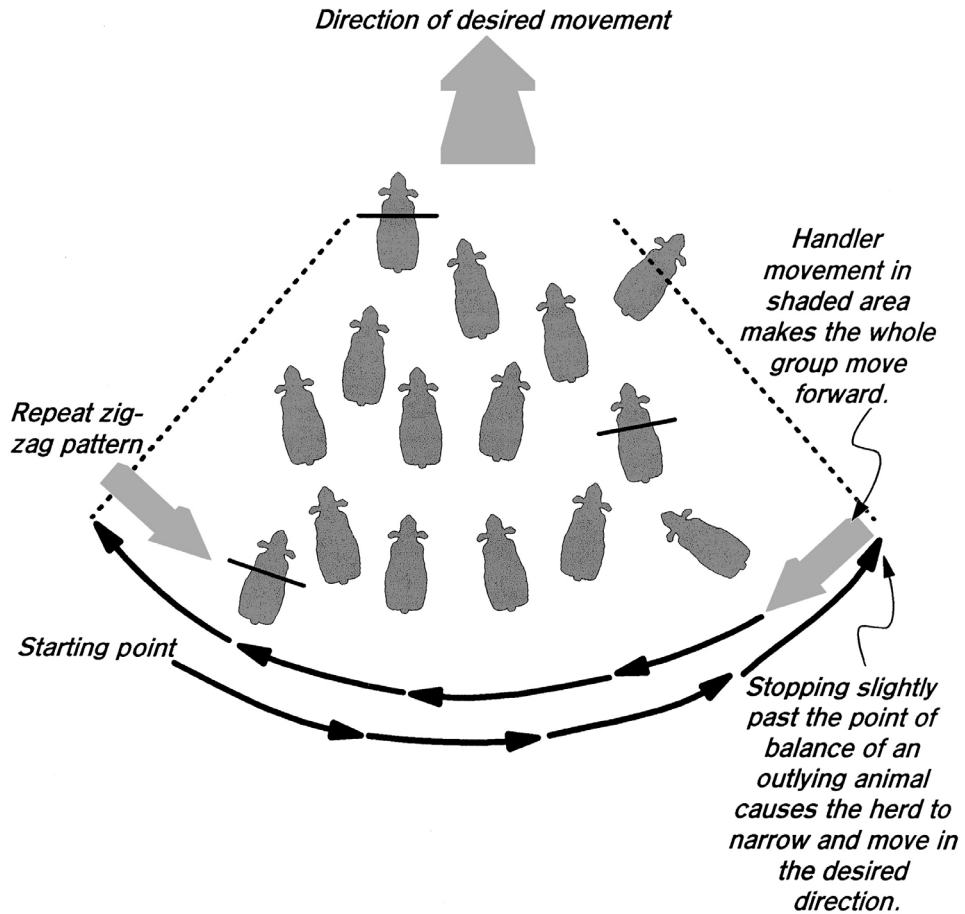 Direction of desired movement
Handler
movement in
shaded area
makes the whole
group move
forward.
Repeat zig-
zag pattern
Starting point
Stopping slightly
past the point of
balance of an
outlying animal
causes the herd to
narrow and move in
the desired
direction.